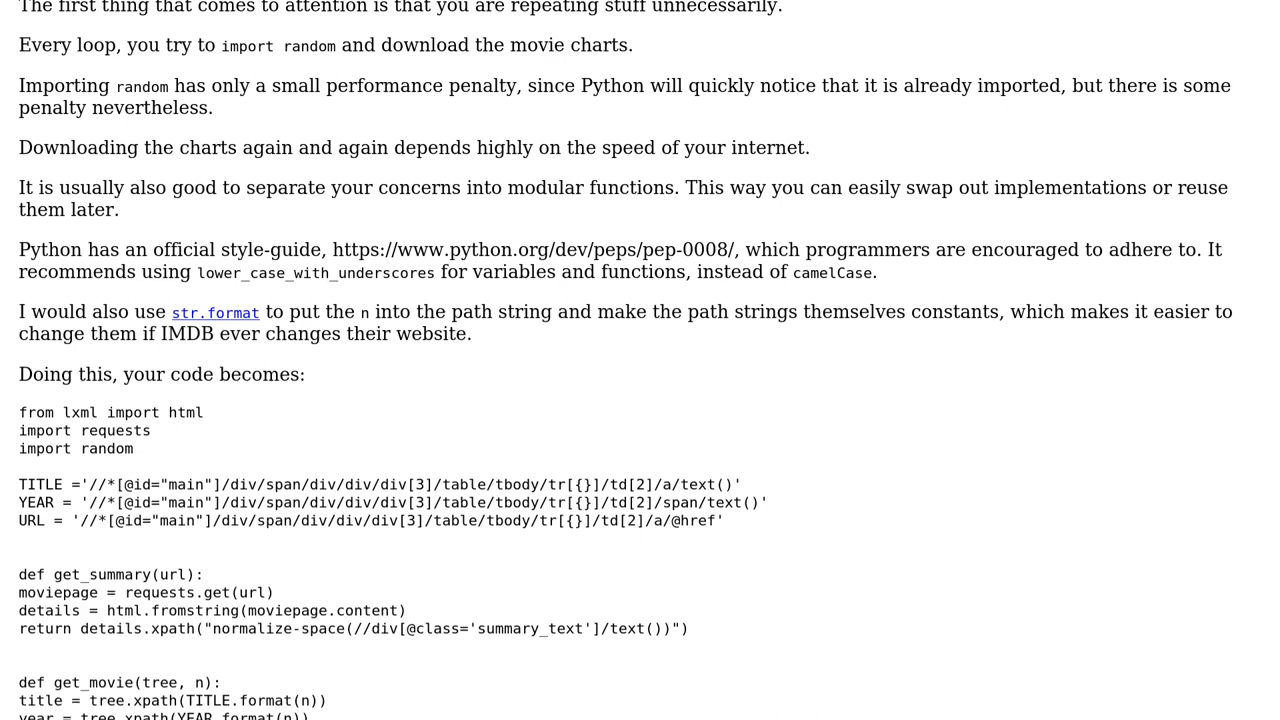 The first thing that comes to attention is that you are repeating stuff unnecessarily.
Every loop, you try to import random and download the movie charts.
Importing random has only a small performance penalty, since Python will quickly notice that it is already imported, but there is some
penalty nevertheless.
Downloading the charts again and again depends highly on the speed of your internet.
It is usually also good to separate your concerns into modular functions. This way you can easily swap out implementations or reuse
them later.
Python has an official style-guide, https://www.python.org/dev/peps/pep-0008/, which programmers are encouraged to adhere to. It
recommends using lower_case_with_underscores for variables and functions, instead of camelCase.
I would also use str.format to put the n into the path string and make the path strings themselves constants, which makes it easier to
change them if IMDB ever changes their website.
Doing this, your code becomes:
from lxml import html
import requests
import random
TITLE ='//*[@id="main"]/div/span/div/div/div[3]/table/tbody/tr[{}]/td[2]/a/text()'
YEAR = '//*[@id="main"]/div/span/div/div/div[3]/table/tbody/tr[{}]/td[2]/span/text()'
URL = '//*[@id="main"]/div/span/div/div/div[3]/table/tbody/tr[{}]/td[2]/a/@href'
def get_summary(url):
moviepage = requests.get(url)
details = html.fromstring(moviepage.content)
return details.xpath("normalize-space(//div[@class='summary_text']/text())")
def get_movie(tree, n):
title = tree.xpath(TITLE.format(n))
year = tree.xpath(YEAR.format(n))